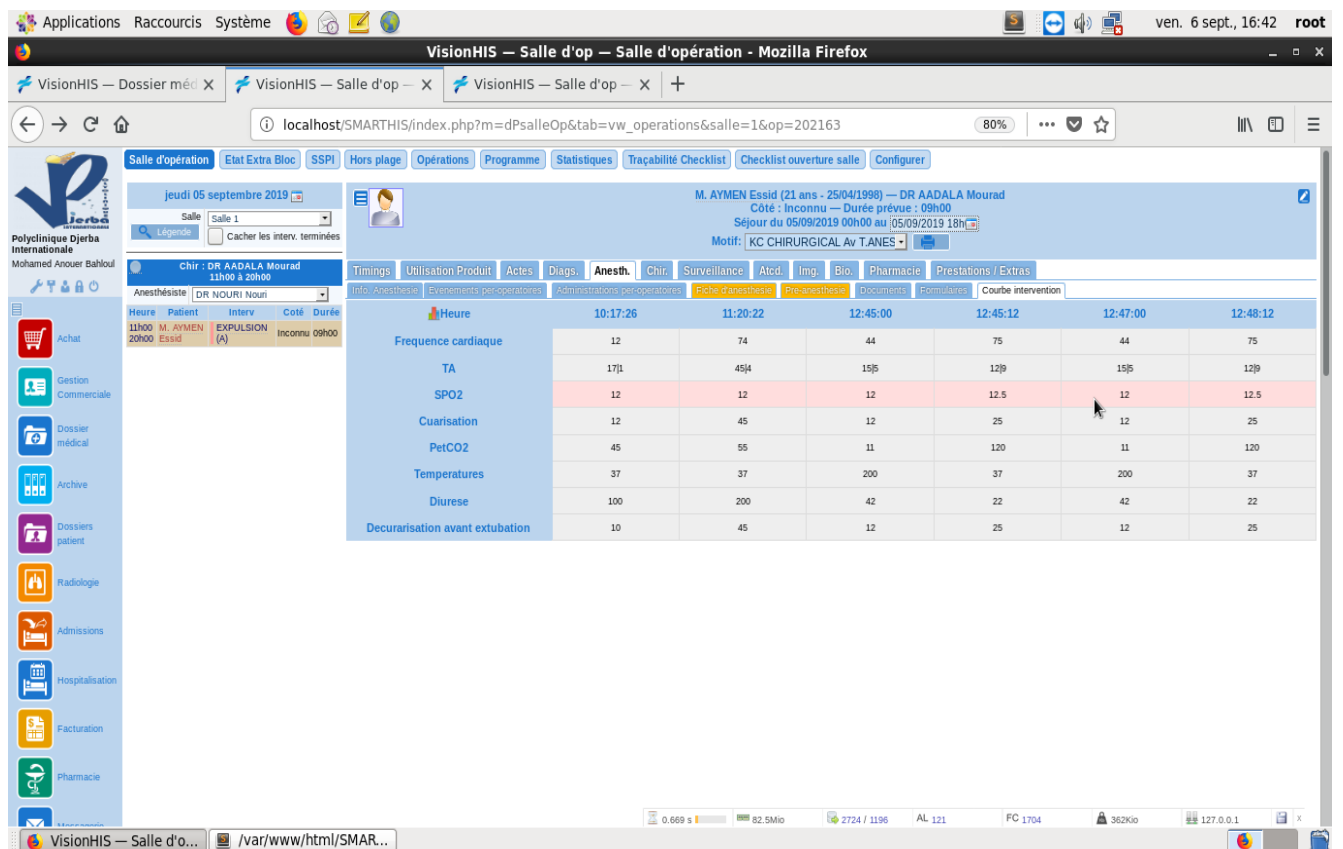 Applications Raccourcis Système ven. 6 sept., 16:42 root
VisionHIS — Salle d'op — Salle d'opération - Mozilla Firefox
VisionHIS — Dossier méd VisionHIS — Salle d'op — VisionHIS — Salle d'op —
localhost/SMARTHIS/index.php?m=dPsalleOp&tab=vw_operations&salle=1&op=202163 80%
Salle d'opération Etat Extra Bloc SSPI Hors plage Opérations Programme Statistiques Traçabilité Checklist Checklist ouverture salle Configurer
Djerba
INTERNATIONALE
Polyclinique Djerba
Internationale
Mohamed Anouer Bahloul
Achat
Gestion
Commerciale
Dossier
médical
Archive
Dossiers
patient
Radiologie
Admissions
Hospitalisation
Facturation
Pharmacie
Messagerie
jeudi 05 septembre 2019
Salle Salle 1
Légende Cacher les interv. terminées
Chir : DR AADALA Mourad
11h00 à 20h00
Anesthésiste DR NOURI Nouri
Heure Patient Interv Coté Durée
11h00 M. AYMEN EXPULSION Inconnu 09h00
20h00 Essid (A)
M. AYMEN Essid (21 ans - 25/04/1998) — DR AADALA Mourad
Côté : Inconnu — Durée prévue : 09h00
Séjour du 05/09/2019 00h00 au 05/09/2019 18h
Motif: KC CHIRURGICAL Av T.ANES
Timings Utilisation Produit Actes Diags. Anesth. Chir. Surveillance Atcd. Img. Bio. Pharmacie Prestations / Extras
Info. Anesthesie Evenements per-operatoires Administrations per-operatoires Fiche d'anesthesie Pre-anesthesie Documents Formulaires Courbe intervention
Heure 10:17:26 11:20:22 12:45:00 12:45:12 12:47:00 12:48:12
Frequence cardiaque 12 74 44 75 44 75
TA 17|1 45|4 15|5 12|9 15|5 12|9
SPO2 12 12 12 12.5 12 12.5
Cuarisation 12 45 12 25 12 25
PetCO2 45 55 11 120 11 120
Temperatures 37 37 200 37 200 37
Diurese 100 200 42 22 42 22
Decurarisation avant extubation 10 45 12 25 12 25
0.669 s 82.5Mio 2724 / 1196 AL 121 FC 1704 362Kio 127.0.0.1 x
VisionHIS — Salle d'o... /var/www/html/SMAR...